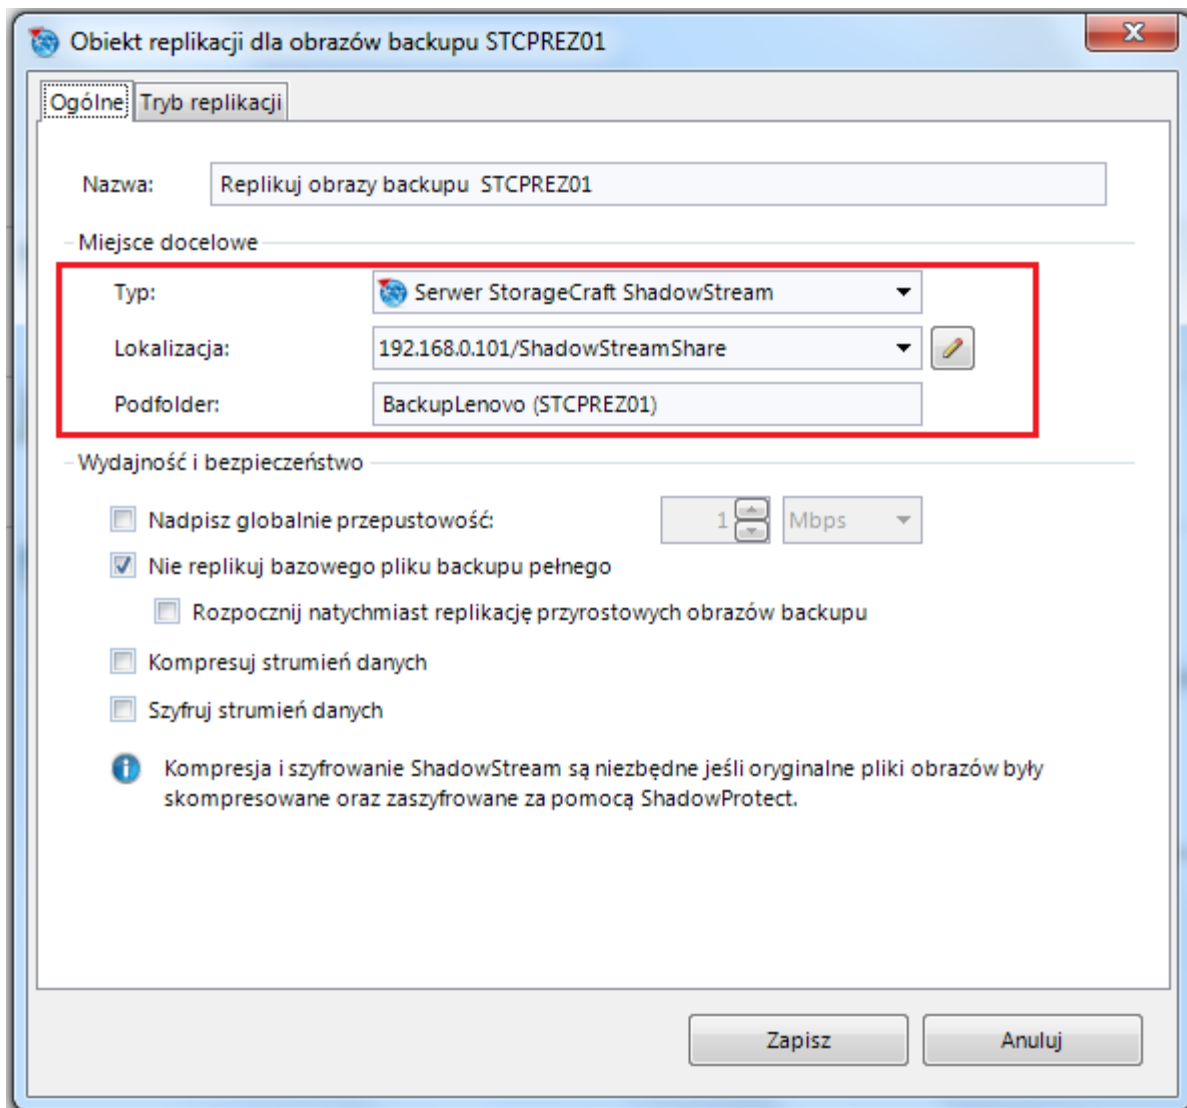 Obiekt replikacji dla obrazów backupu STCPREZ01
X
Ogólne Tryb replikacji
Nazwa: Replikuj obrazy backupu  STCPREZ01
Miejsce docelowe
Typ: Serwer StorageCraft ShadowStream
Lokalizacja: 192.168.0.101/ShadowStreamShare
Podfolder: BackupLenovo (STCPREZ01)
Wydajność i bezpieczeństwo
Nadpisz globalnie przepustowość: 1 Mbps
Nie replikuj bazowego pliku backupu pełnego
Rozpocznij natychmiast replikację przyrostowych obrazów backupu
Kompresuj strumień danych
Szyfruj strumień danych
Kompresja i szyfrowanie ShadowStream są niezbędne jeśli oryginalne pliki obrazów były
skompresowane oraz zaszyfrowane za pomocą ShadowProtect.
Zapisz Anuluj